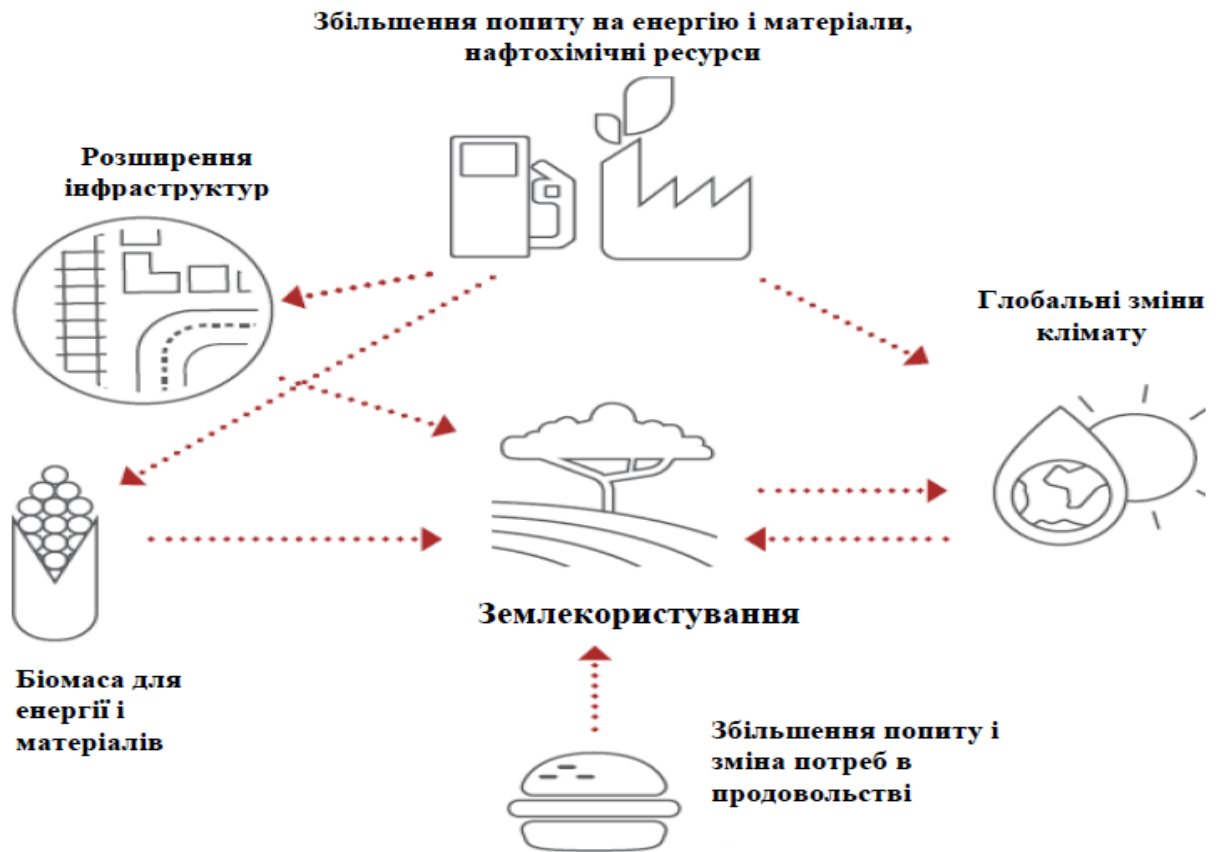 Збільшення попиту на енергію і матеріали,
нафтохімічні ресурси
Розширення
інфраструктур
Глобальні зміни
клімату
Землекористування
Біомаса для
енергії і
матеріалів
Збільшення попиту і
зміна потреб в
продовольстві